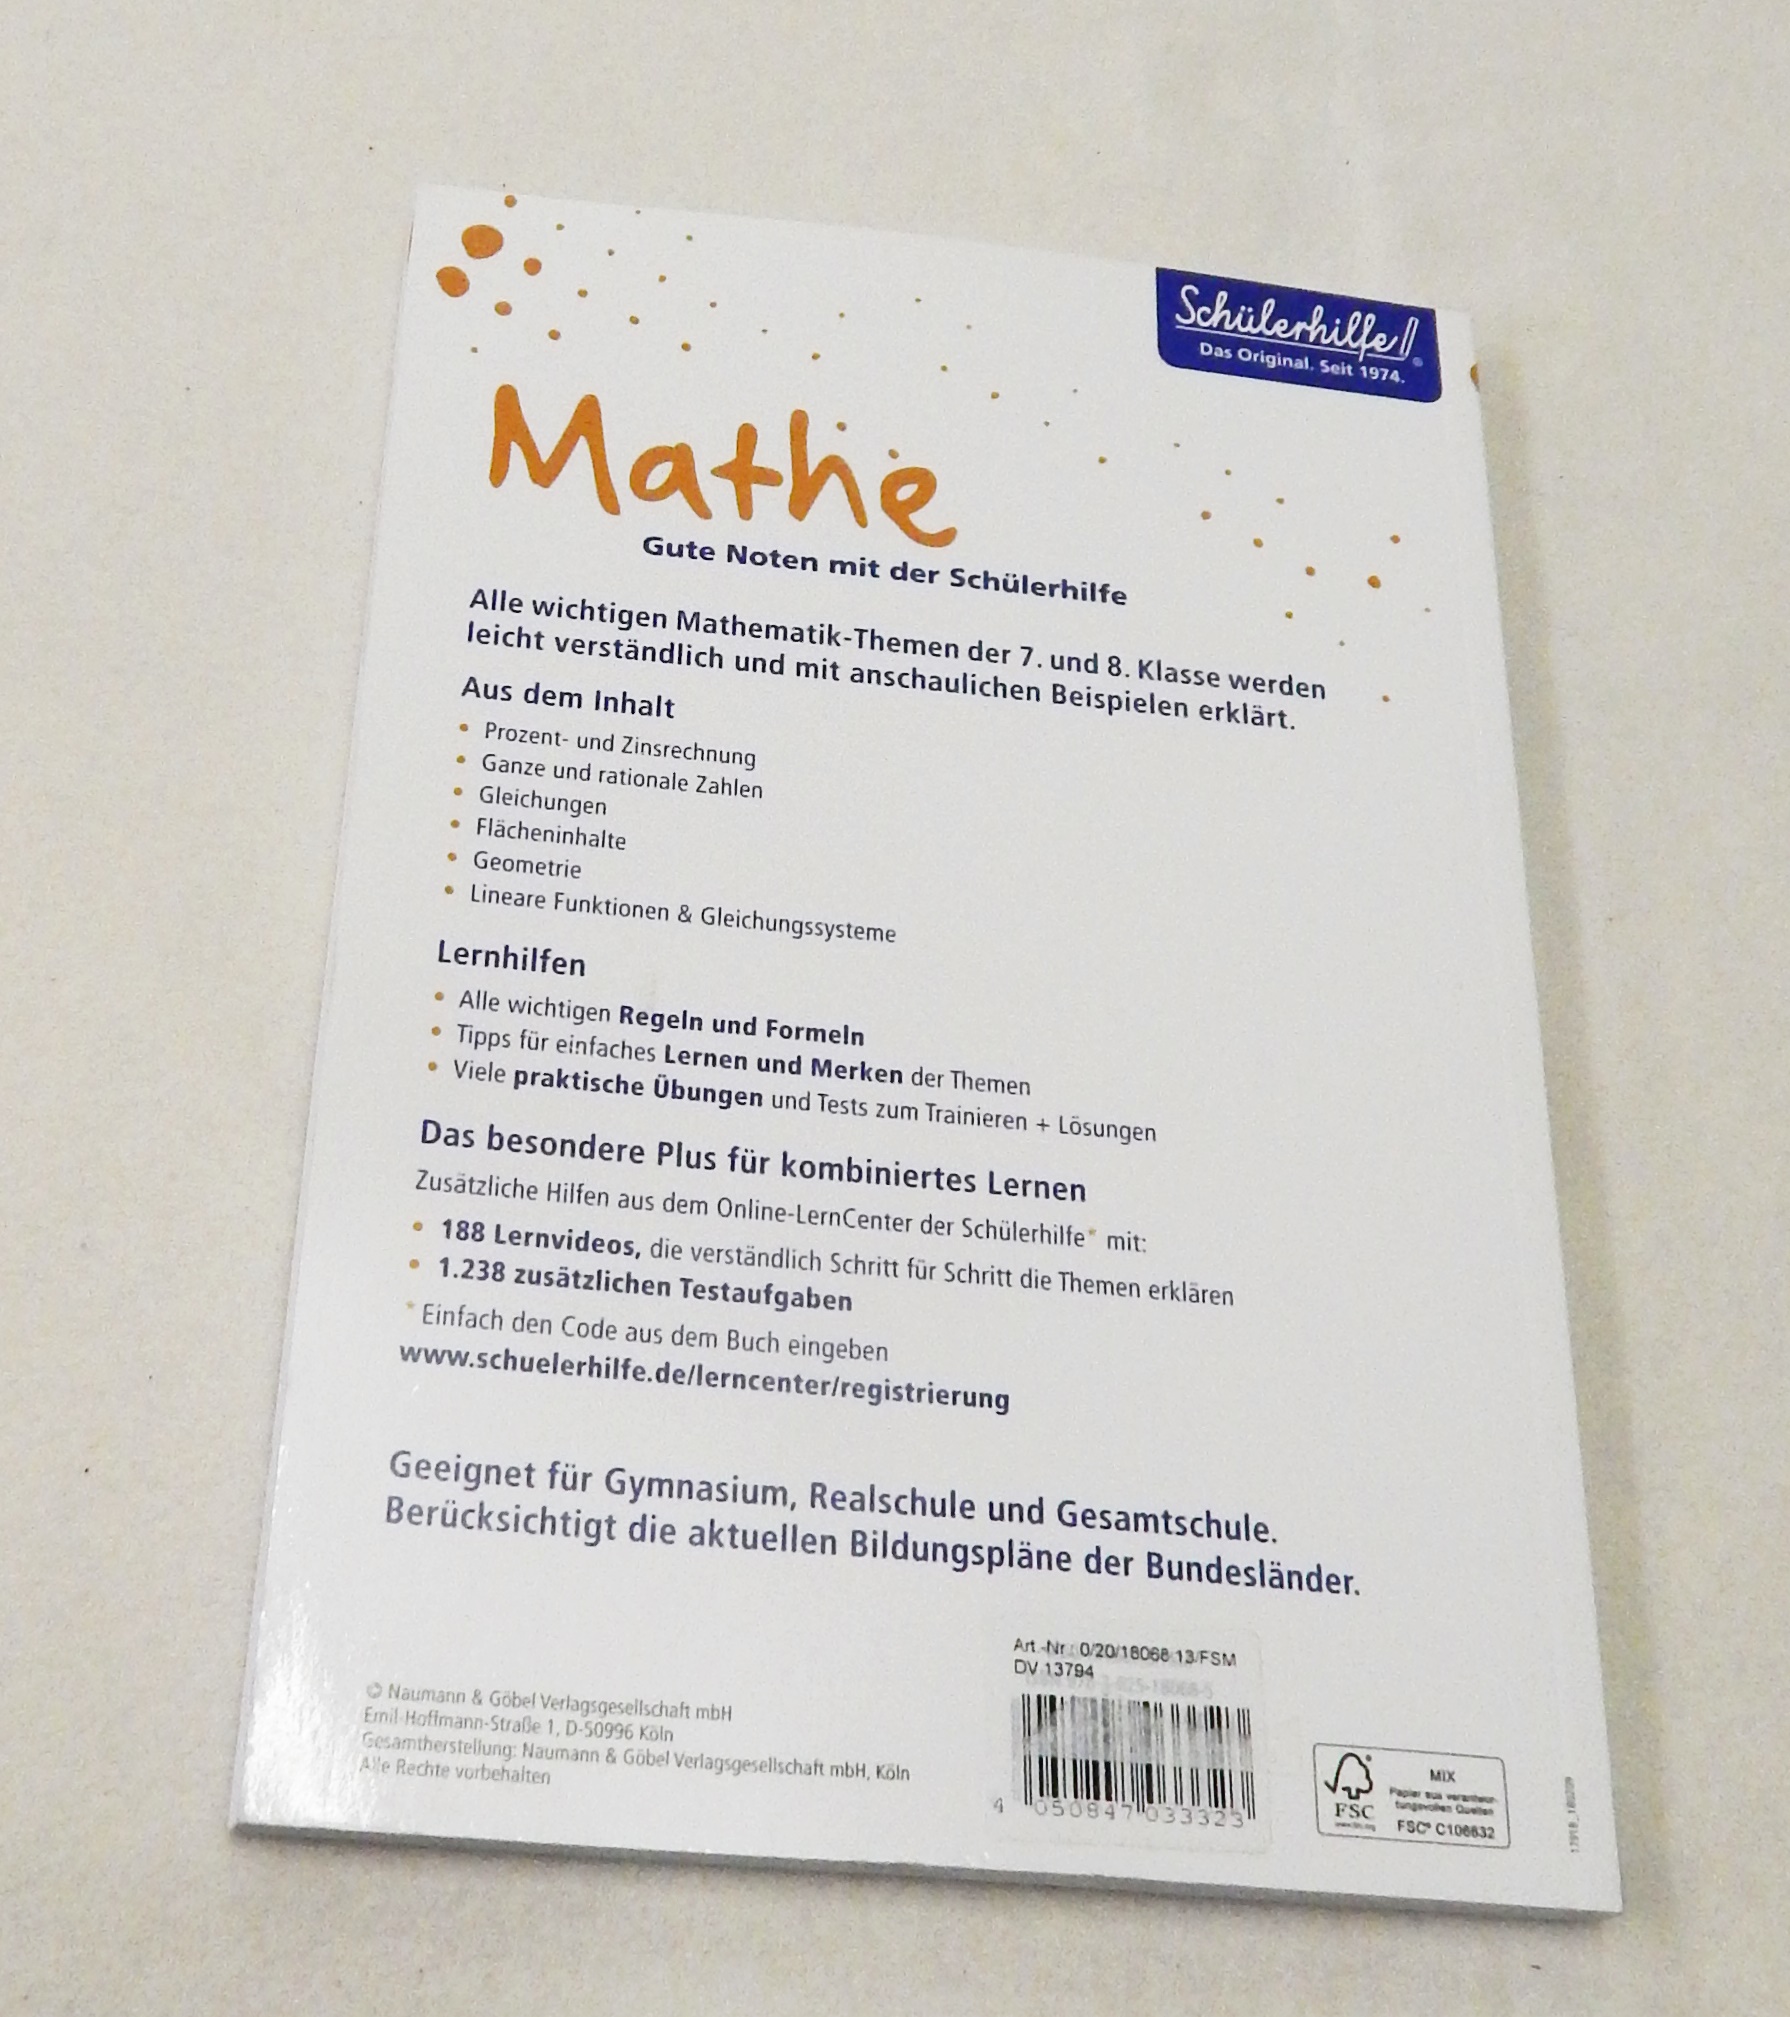 Schülerhilfe!
Das Original. Seit 1974.
Mathe
Gute Noten mit der Schülerhilfe
Alle wichtigen Mathematik-Themen der 7. und 8. Klasse werden
leicht verständlich und mit anschaulichen Beispielen erklärt.
Aus dem Inhalt
• Prozent- und Zinsrechnung
• Ganze und rationale Zahlen
• Gleichungen
• Flächeninhalte
• Geometrie
• Lineare Funktionen & Gleichungssysteme
Lernhilfen
• Alle wichtigen Regeln und Formeln
• Tipps für einfaches Lernen und Merken der Themen
• Viele praktische Übungen und Tests zum Trainieren + Lösungen
Das besondere Plus für kombiniertes Lernen
Zusätzliche Hilfen aus dem Online-LernCenter der Schülerhilfe* mit:
• 188 Lernvideos, die verständlich Schritt für Schritt die Themen erklären
• 1.238 zusätzlichen Testaufgaben
* Einfach den Code aus dem Buch eingeben
www.schuelerhilfe.de/lerncenter/registrierung
Geeignet für Gymnasium, Realschule und Gesamtschule.
Berücksichtigt die aktuellen Bildungspläne der Bundesländer.
© Naumann & Göbel Verlagsgesellschaft mbH
Emil-Hoffmann-Straße 1, D-50996 Köln
Gesamtherstellung: Naumann & Göbel Verlagsgesellschaft mbH, Köln
Alle Rechte vorbehalten
Art.-Nr.: 0/20/18068 13/FSM
DV 13794
4 050847 033323
FSC
MIX
Papier aus verantwor-
tungsvollen Quellen
FSC® C106632